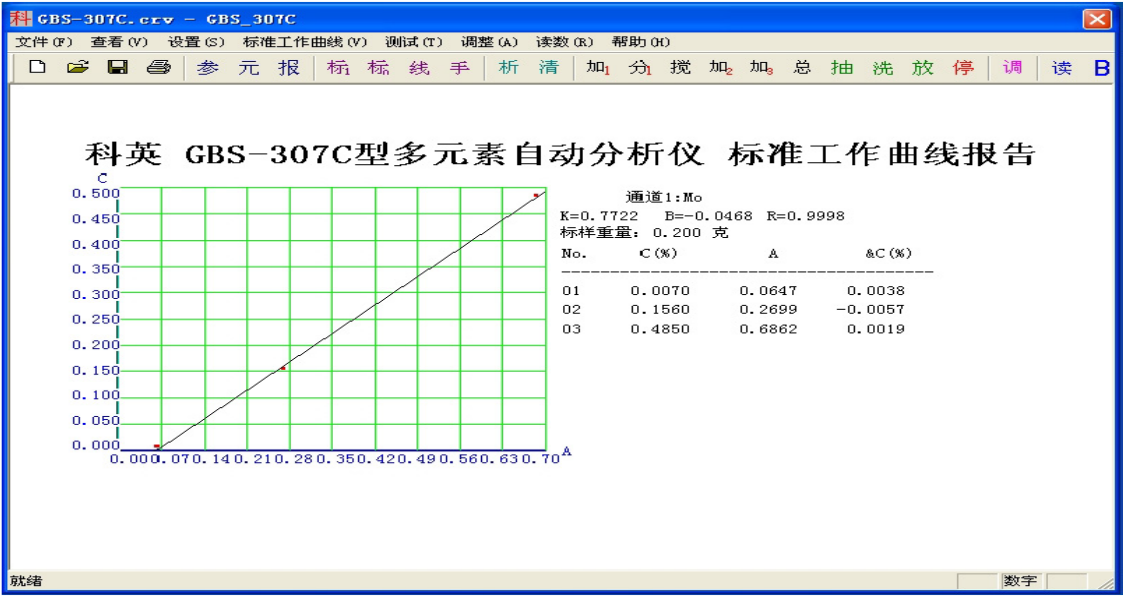 科 GBS-307C.crv - GBS_307C
文件(F) 查看(V) 设置(S) 标准工作曲线(V) 测试(T) 调整(A) 读数(R) 帮助(H)
参 元 报 标1 标 线 手 析 清 加1 分1 搅 加2 加3 总 抽 洗 放 停 调 读 B
科英 GBS-307C型多元素自动分析仪 标准工作曲线报告
C
0.500
0.450
0.400
0.350
0.300
0.250
0.200
0.150
0.100
0.050
0.000
0.000.070.140.210.280.350.420.490.560.630.70 A
通道1:Mo
K=0.7722 B=-0.0468 R=0.9998
标样重量: 0.200 克
No. C(%) A &C(%)
01 0.0070 0.0647 0.0038
02 0.1560 0.2699 -0.0057
03 0.4850 0.6862 0.0019
就绪
数字